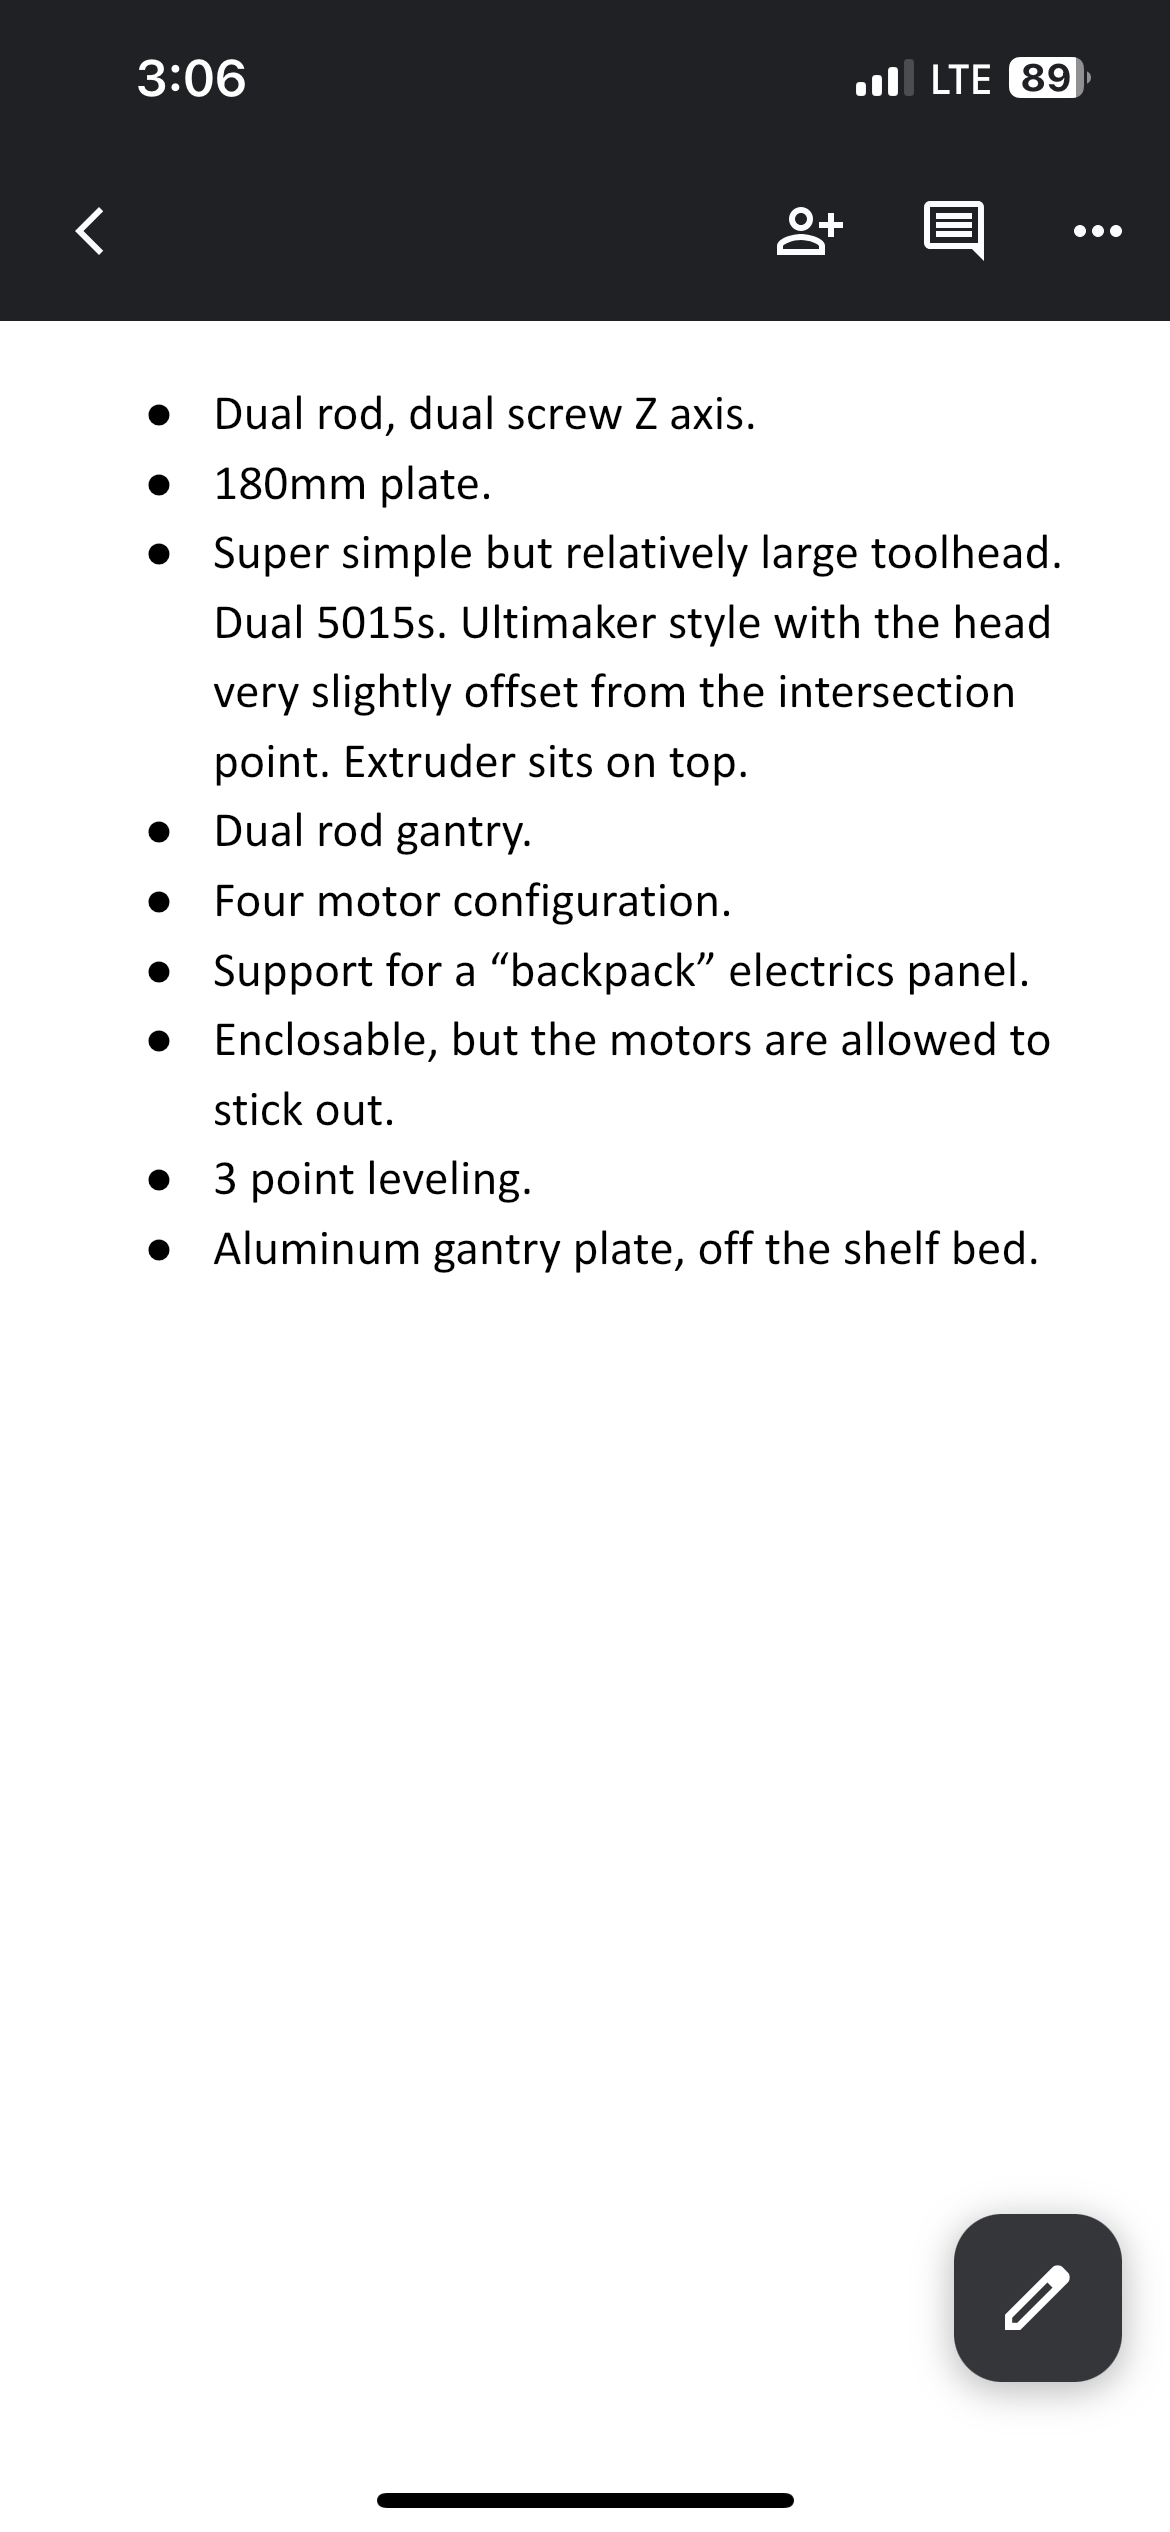 3:06
LTE 89
● Dual rod, dual screw Z axis.
● 180mm plate.
● Super simple but relatively large toolhead.
Dual 5015s. Ultimaker style with the head
very slightly offset from the intersection
point. Extruder sits on top.
● Dual rod gantry.
● Four motor configuration.
● Support for a “backpack” electrics panel.
● Enclosable, but the motors are allowed to
stick out.
● 3 point leveling.
● Aluminum gantry plate, off the shelf bed.